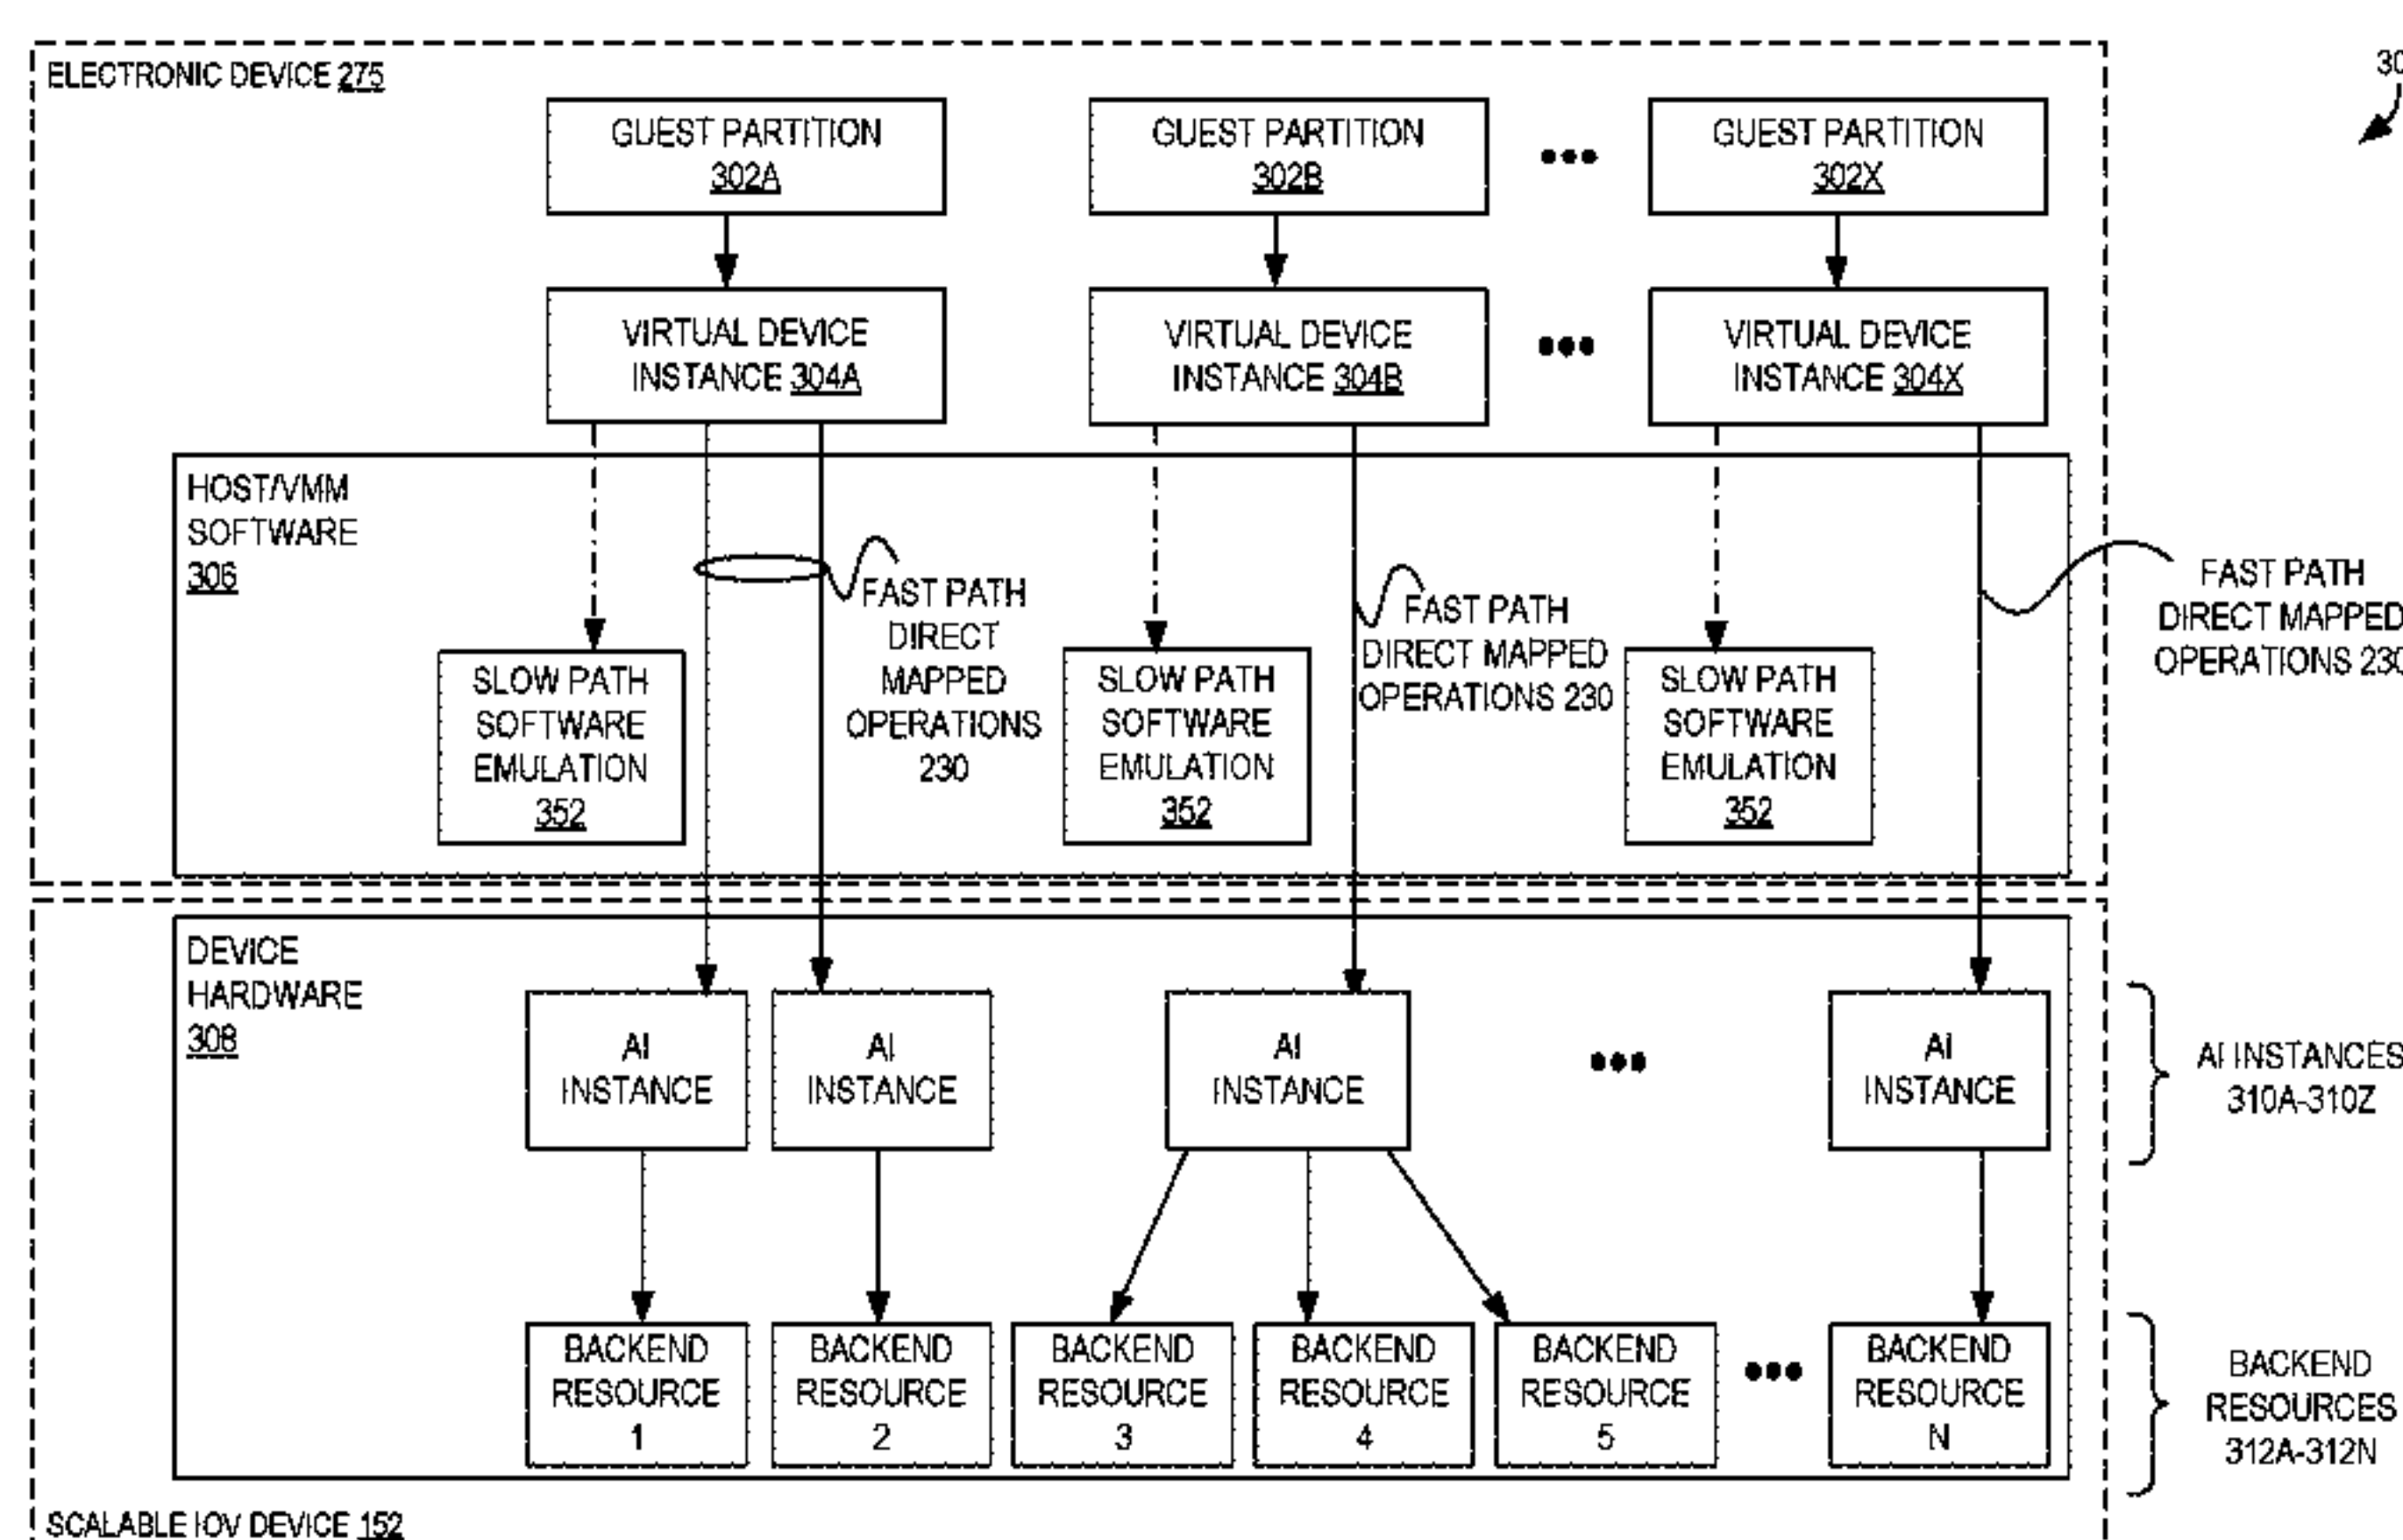 ELECTRONIC DEVICE 275
30
GUEST PARTITION
302A
GUEST PARTITION
302B
•••
GUEST PARTITION
302X
VIRTUAL DEVICE
INSTANCE 304A
VIRTUAL DEVICE
INSTANCE 304B
•••
VIRTUAL DEVICE
INSTANCE 304X
HOST/VMM
SOFTWARE
306
FAST PATH
DIRECT
MAPPED
OPERATIONS
230
FAST PATH
DIRECT MAPPED
OPERATIONS 230
FAST PATH
DIRECT MAPPED
OPERATIONS 230
SLOW PATH
SOFTWARE
EMULATION
352
SLOW PATH
SOFTWARE
EMULATION
352
SLOW PATH
SOFTWARE
EMULATION
352
DEVICE
HARDWARE
308
AI
INSTANCE
AI
INSTANCE
AI
INSTANCE
•••
AI
INSTANCE
AI INSTANCES
310A-310Z
BACKEND
RESOURCE
1
BACKEND
RESOURCE
2
BACKEND
RESOURCE
3
BACKEND
RESOURCE
4
BACKEND
RESOURCE
5
•••
BACKEND
RESOURCE
N
BACKEND
RESOURCES
312A-312N
SCALABLE IOV DEVICE 152